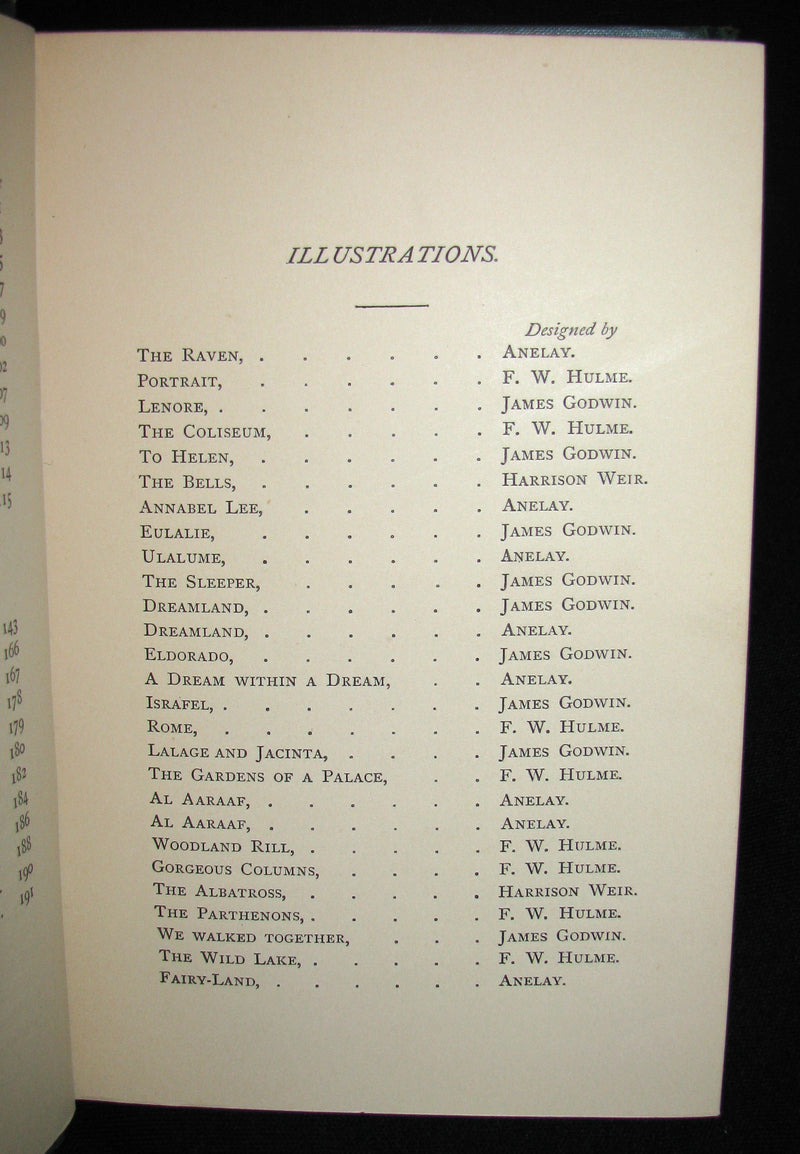 ILLUSTRATIONS.
Designed by
The Raven, . . . . . . Anelay.
Portrait, . . . . . . F. W. Hulme.
Lenore, . . . . . . . James Godwin.
The Coliseum, . . . . . F. W. Hulme.
To Helen, . . . . . . James Godwin.
The Bells, . . . . . . Harrison Weir.
Annabel Lee, . . . . . Anelay.
Eulalie, . . . . . . James Godwin.
Ulalume, . . . . . . Anelay.
The Sleeper, . . . . . James Godwin.
Dreamland, . . . . . . James Godwin.
Dreamland, . . . . . . Anelay.
Eldorado, . . . . . . James Godwin.
A Dream within a Dream, . . Anelay.
Israfel, . . . . . . . James Godwin.
Rome, . . . . . . . F. W. Hulme.
Lalage and Jacinta, . . . . James Godwin.
The Gardens of a Palace, . . F. W. Hulme.
Al Aaraaf, . . . . . . Anelay.
Al Aaraaf, . . . . . . Anelay.
Woodland Rill, . . . . . F. W. Hulme.
Gorgeous Columns, . . . . F. W. Hulme.
The Albatross, . . . . . Harrison Weir.
The Parthenons, . . . . . F. W. Hulme.
We walked together, . . . James Godwin.
The Wild Lake, . . . . . F. W. Hulme.
Fairy-Land, . . . . . . Anelay.
143
166
167
178
179
180
182
184
186
188
190
191